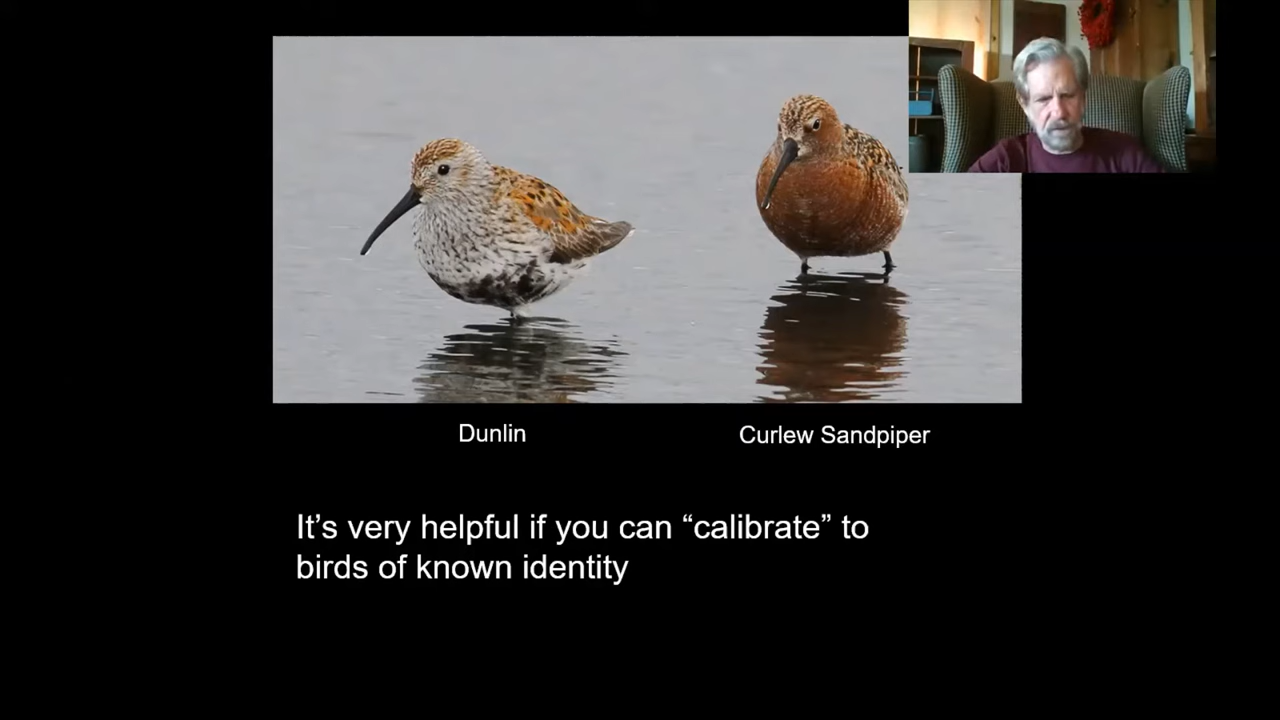 Dunlin
Curlew Sandpiper
It’s very helpful if you can “calibrate” to
birds of known identity